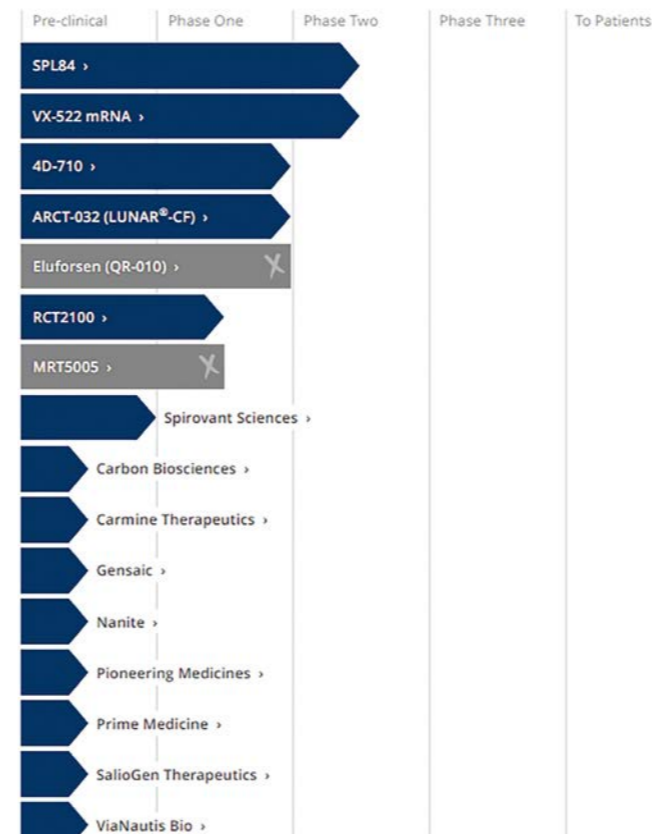 Pre-clinical Phase One Phase Two Phase Three To Patients
SPL84 ›
VX-522 mRNA ›
4D-710 ›
ARCT-032 (LUNAR®-CF) ›
Eluforsen (QR-010) › X
RCT2100 ›
MRT5005 › X
Spirovant Sciences ›
Carbon Biosciences ›
Carmine Therapeutics ›
Gensaic ›
Nanite ›
Pioneering Medicines ›
Prime Medicine ›
SalioGen Therapeutics ›
ViaNautis Bio ›